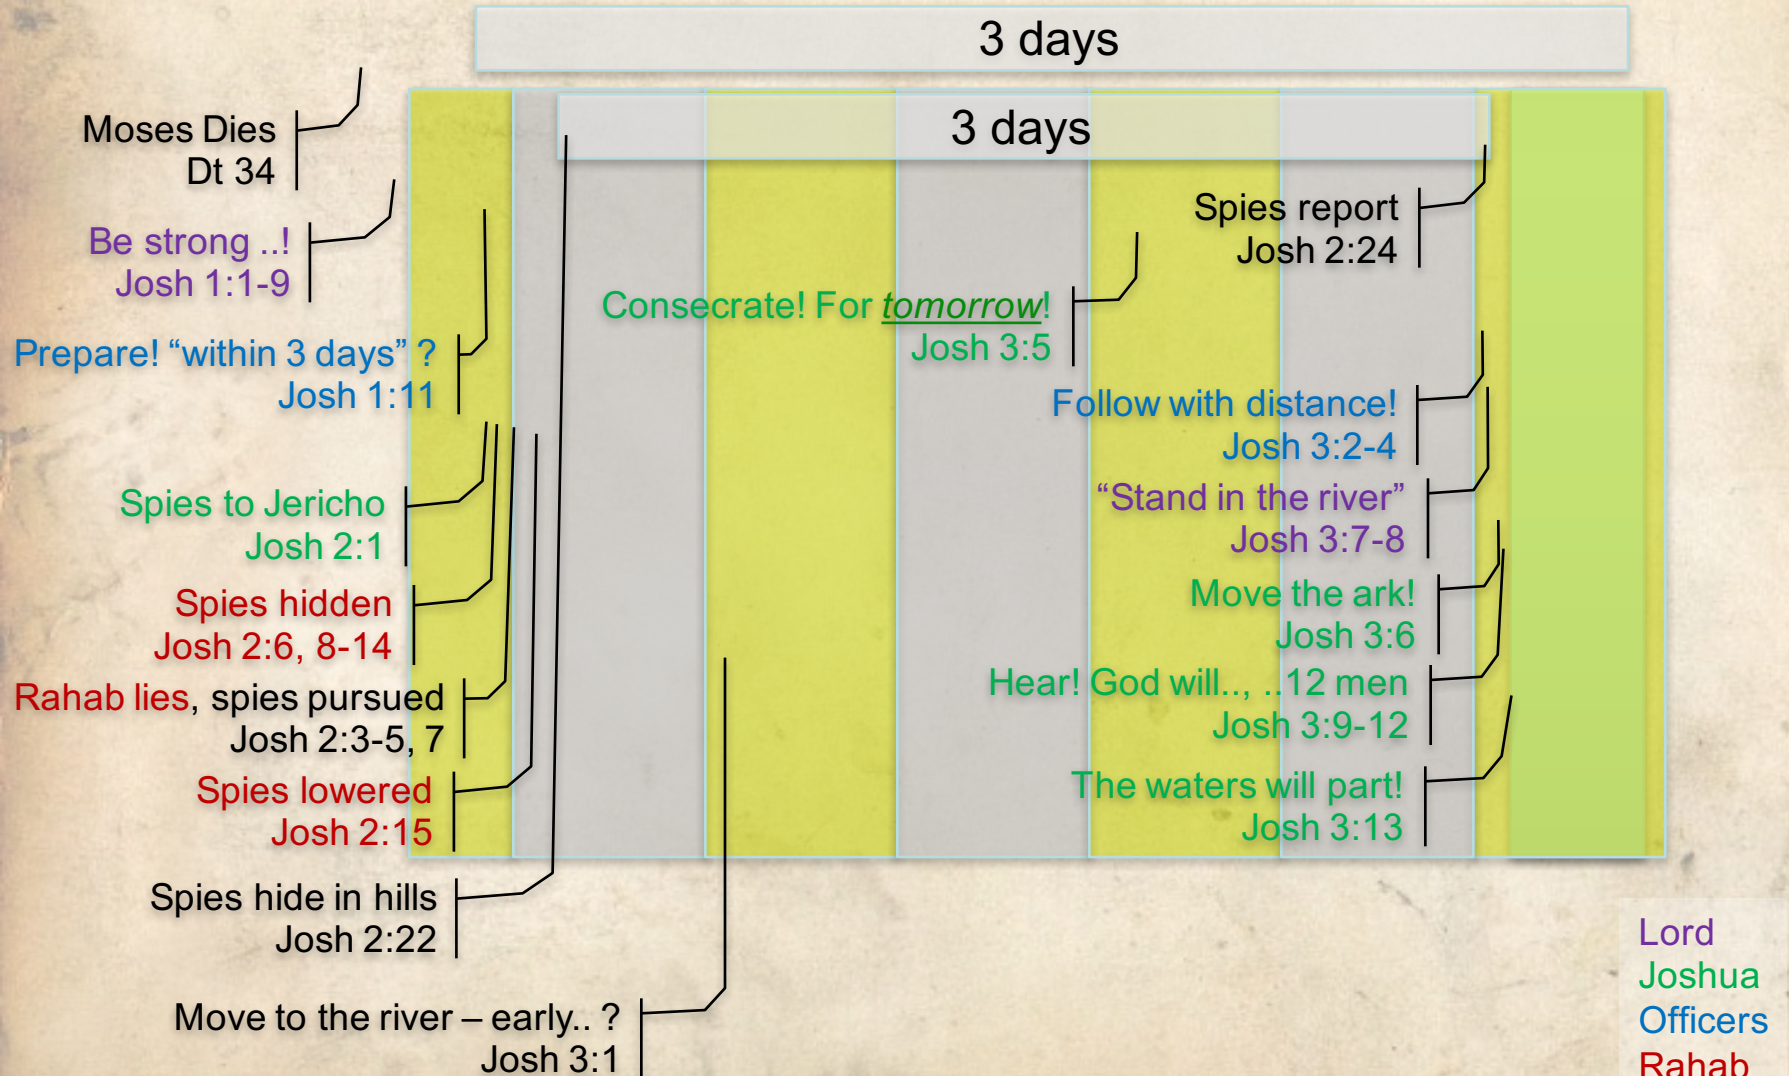 3 days
3 days
Moses Dies
Dt 34
Be strong ..!
Josh 1:1-9
Prepare! “within 3 days” ?
Josh 1:11
Spies to Jericho
Josh 2:1
Spies hidden
Josh 2:6, 8-14
Rahab lies, spies pursued
Josh 2:3-5, 7
Spies lowered
Josh 2:15
Spies hide in hills
Josh 2:22
Move to the river – early.. ?
Josh 3:1
Consecrate! For tomorrow!
Josh 3:5
Spies report
Josh 2:24
Follow with distance!
Josh 3:2-4
“Stand in the river”
Josh 3:7-8
Move the ark!
Josh 3:6
Hear! God will.., ..12 men
Josh 3:9-12
The waters will part!
Josh 3:13
Lord
Joshua
Officers
Rahab